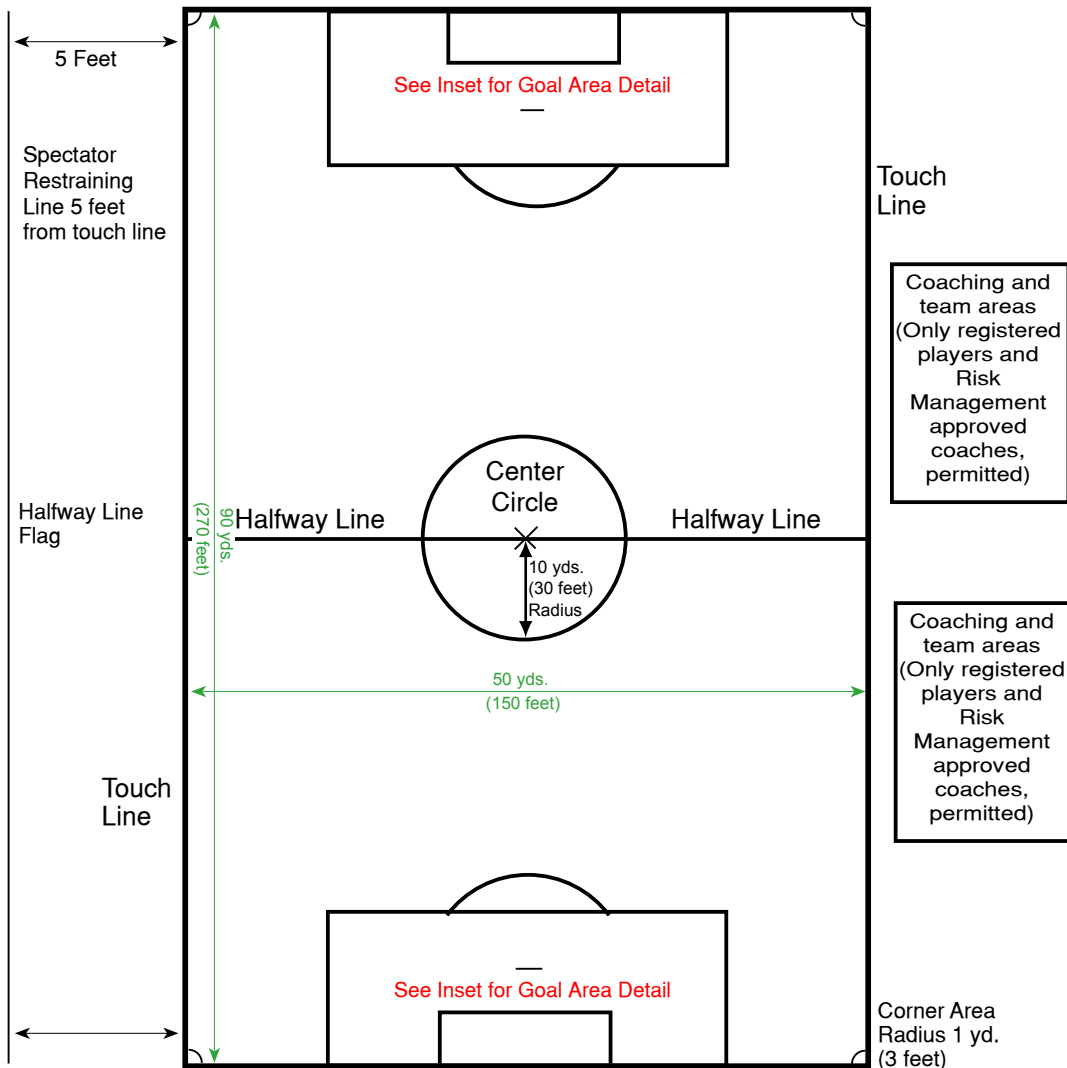 5 Feet
See Inset for Goal Area Detail
Spectator
Restraining
Line 5 feet
from touch line
Touch
Line
Coaching and
team areas
(Only registered
players and
Risk
Management
approved
coaches,
permitted)
Center
Circle
Halfway Line
Flag
90 yds.
(270 feet)
Halfway Line
Halfway Line
10 yds.
(30 feet)
Radius
Coaching and
team areas
(Only registered
players and
Risk
Management
approved
coaches,
permitted)
50 yds.
(150 feet)
Touch
Line
See Inset for Goal Area Detail
Corner Area
Radius 1 yd.
(3 feet)